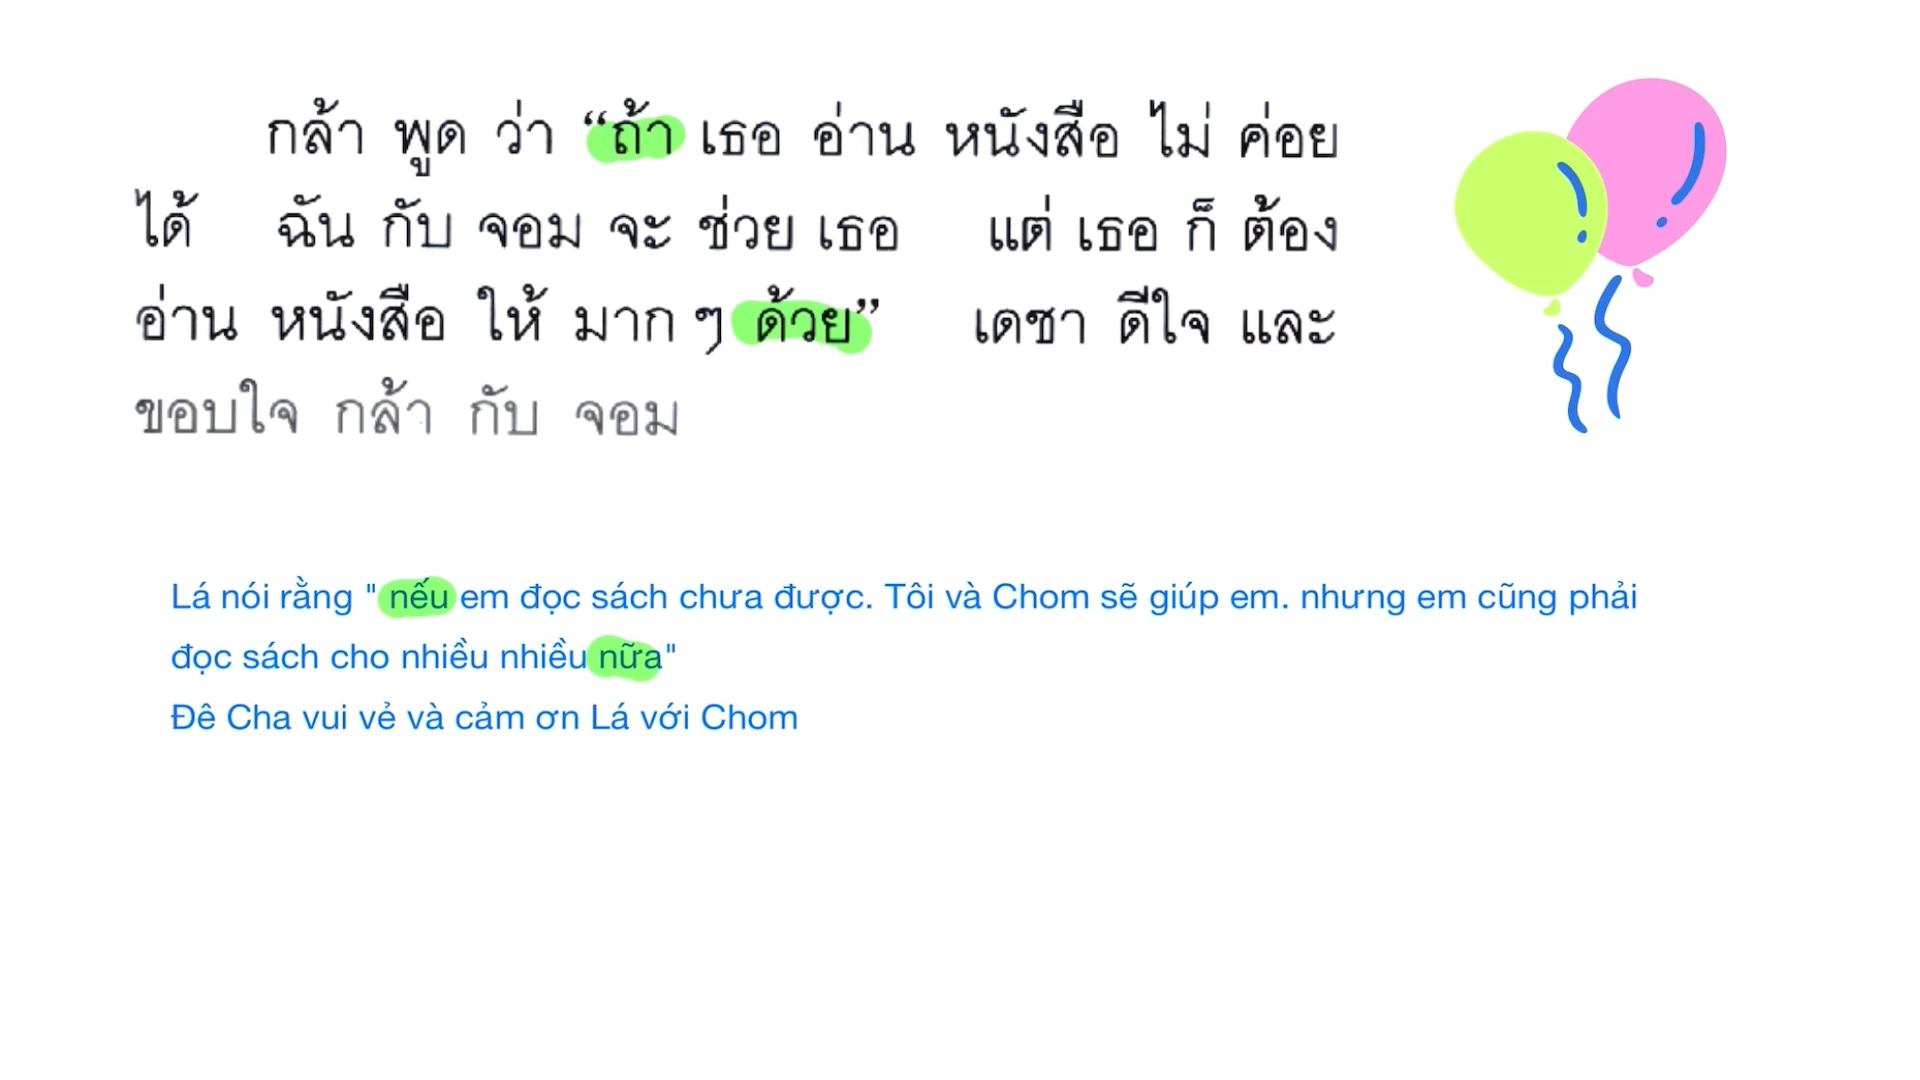 กล้า พูด ว่า “ถ้า เธอ อ่าน หนังสือ ไม่ ค่อย
ได้ ฉัน กับ จอม จะ ช่วย เธอ แต่ เธอ ก็ ต้อง
อ่าน หนังสือ ให้ มาก ๆ ด้วย” เดชา ดีใจ และ
ขอบใจ กล้า กับ จอม
Lá nói rằng " nếu em đọc sách chưa được. Tôi và Chom sẽ giúp em. nhưng em cũng phải
đọc sách cho nhiều nhiều nữa"
Đê Cha vui vẻ và cảm ơn Lá với Chom